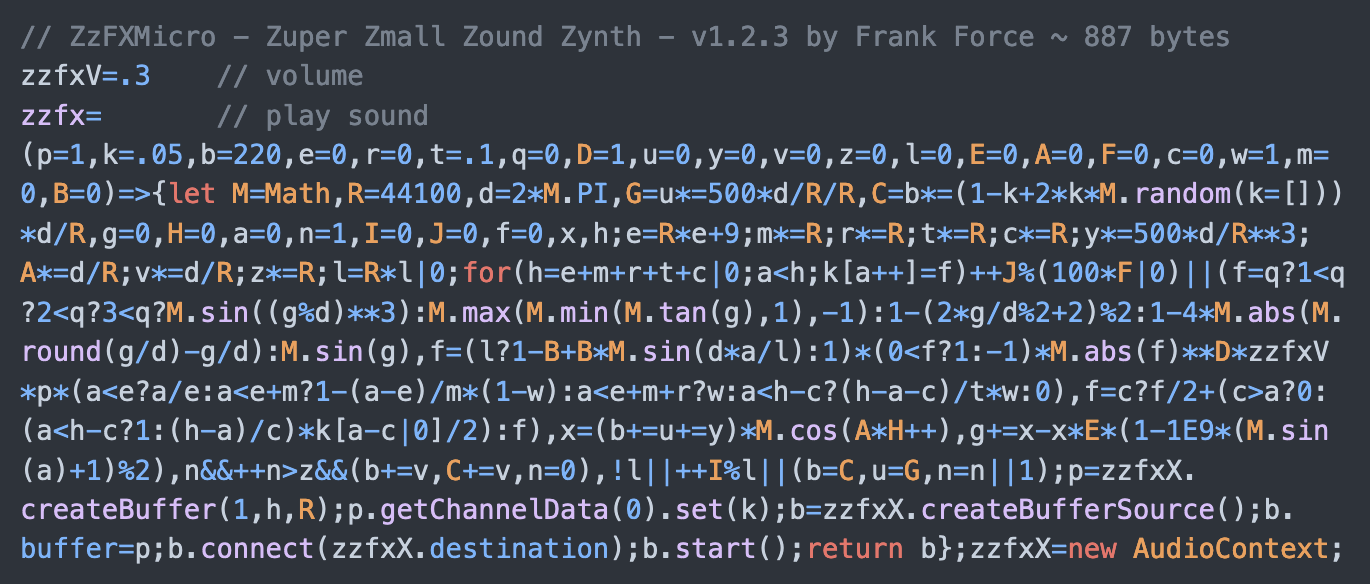 // ZzFXMicro - Zuper Zmall Zound Zynth - v1.2.3 by Frank Force ~ 887 bytes
zzfxV=.3    // volume
zzfx=       // play sound
(p=1,k=.05,b=220,e=0,r=0,t=.1,q=0,D=1,u=0,y=0,v=0,z=0,l=0,E=0,A=0,F=0,c=0,w=1,m=
0,B=0)=>{let M=Math,R=44100,d=2*M.PI,G=u*=500*d/R/R,C=b*=(1-k+2*k*M.random(k=[]))
*d/R,g=0,H=0,a=0,n=1,I=0,J=0,f=0,x,h;e=R*e+9;m*=R;r*=R;t*=R;c*=R;y*=500*d/R**3;
A*=d/R;v*=d/R;z*=R;l=R*l|0;for(h=e+m+r+t+c|0;a<h;k[a++]=f)++J%(100*F|0)||(f=q?1<q
?2<q?3<q?M.sin((g%d)**3):M.max(M.min(M.tan(g),1),-1):1-(2*g/d%2+2)%2:1-4*M.abs(M.
round(g/d)-g/d):M.sin(g),f=(l?1-B+B*M.sin(d*a/l):1)*(0<f?1:-1)*M.abs(f)**D*zzfxV
*p*(a<e?a/e:a<e+m?1-(a-e)/m*(1-w):a<e+m+r?w:a<h-c?(h-a-c)/t*w:0),f=c?f/2+(c>a?0:
(a<h-c?1:(h-a)/c)*k[a-c|0]/2):f),x=(b+=u+=y)*M.cos(A*H++),g+=x-x*E*(1-1E9*(M.sin
(a)+1)%2),n&&++n>z&&(b+=v,C+=v,n=0),!l||++I%l||(b=C,u=G,n=n||1);p=zzfxX.
createBuffer(1,h,R);p.getChannelData(0).set(k);b=zzfxX.createBufferSource();b.
buffer=p;b.connect(zzfxX.destination);b.start();return b};zzfxX=new AudioContext;